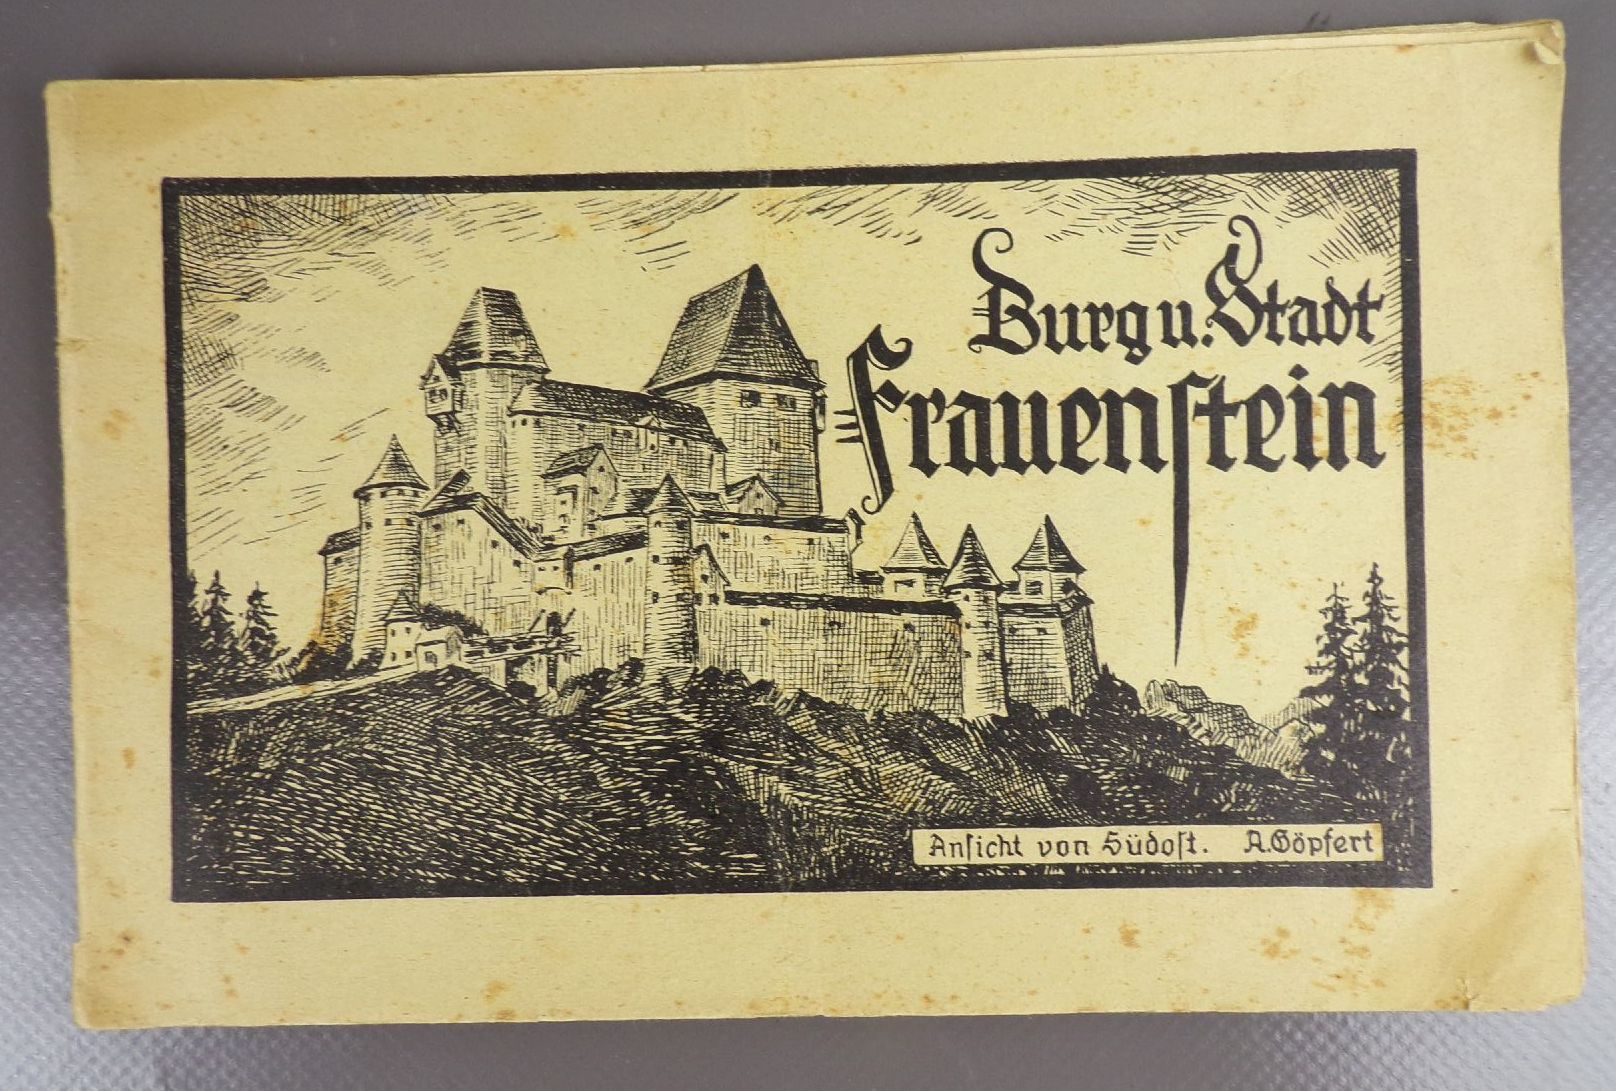 Burg u. Stadt
Frauenſtein
Anſicht von Südoſt. A. Göpfert